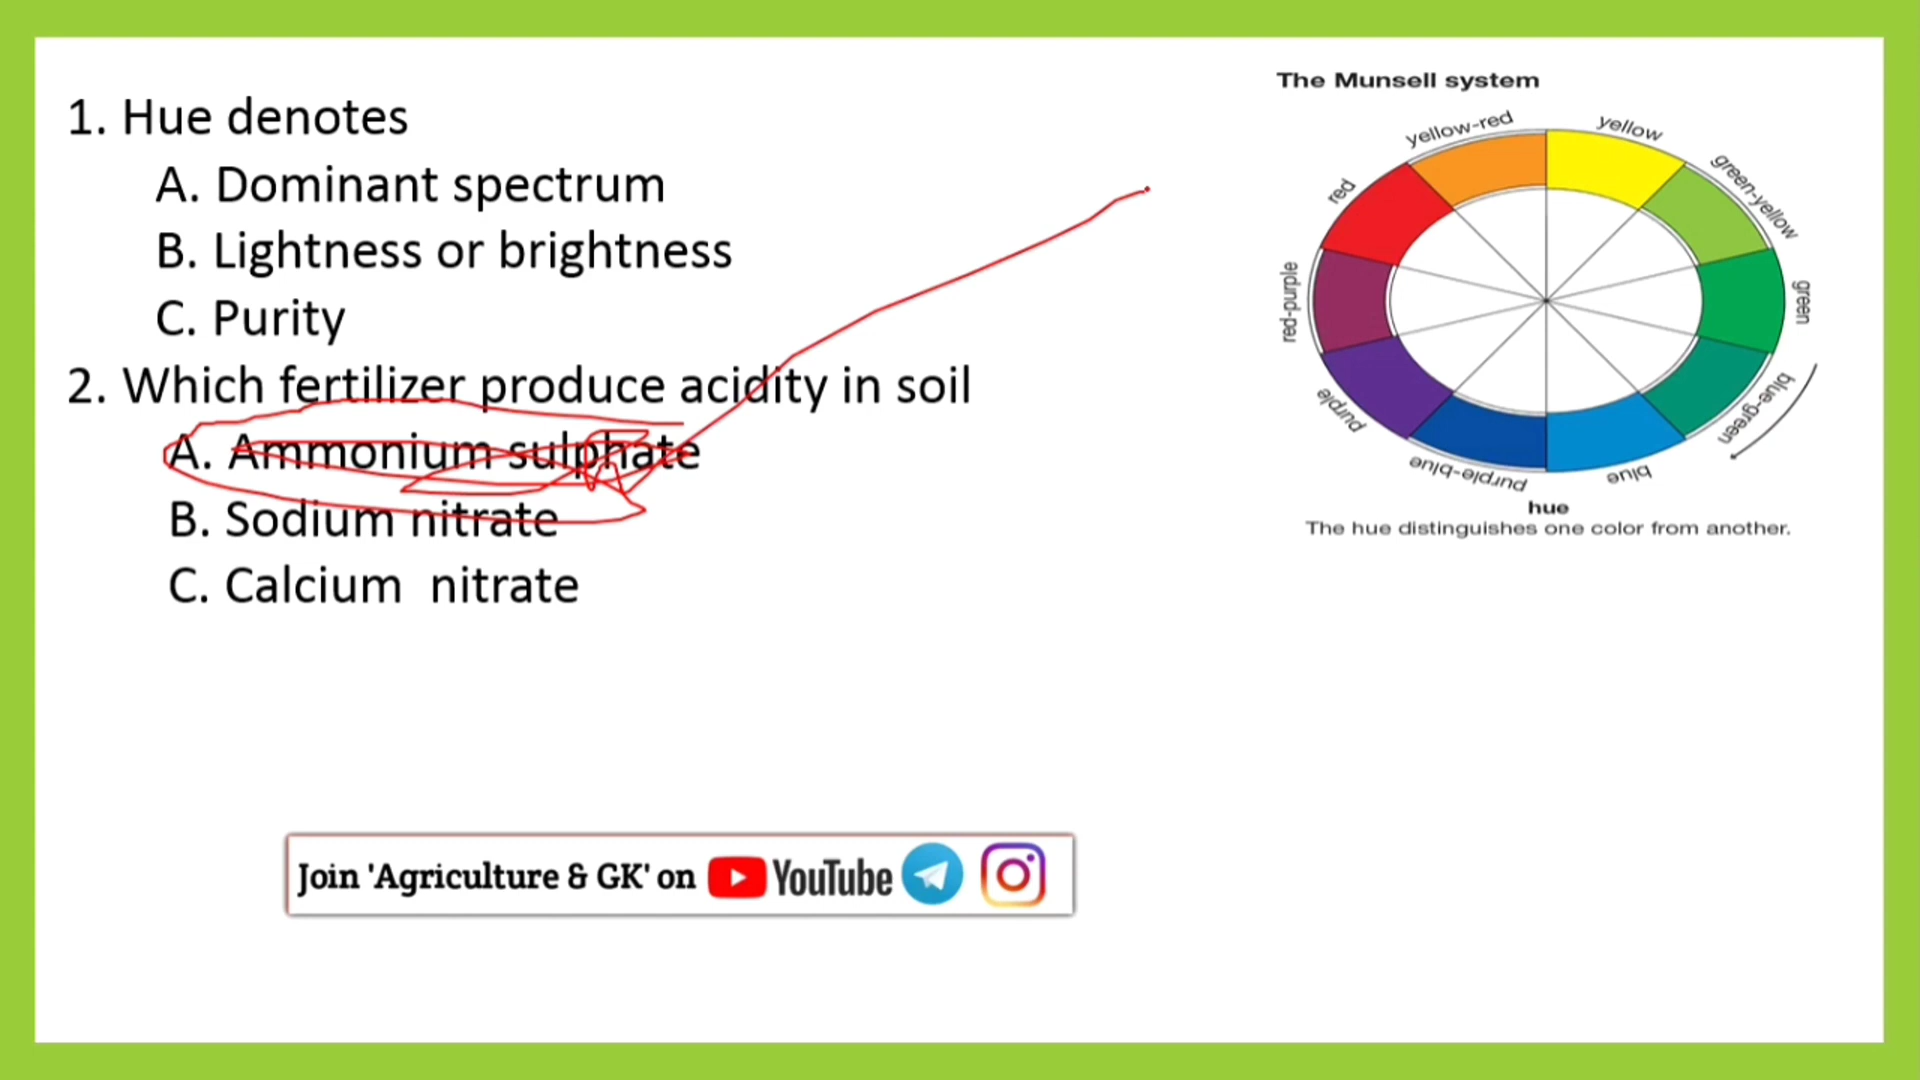 1. Hue denotes
A. Dominant spectrum
B. Lightness or brightness
C. Purity
2. Which fertilizer produce acidity in soil
A. Ammonium sulphate
B. Sodium nitrate
C. Calcium nitrate
The Munsell system
yellow-red
yellow
green-yellow
green
blue-green
blue
purple-blue
purple
red-purple
red
hue
The hue distinguishes one color from another.
Join 'Agriculture & GK' on YouTube